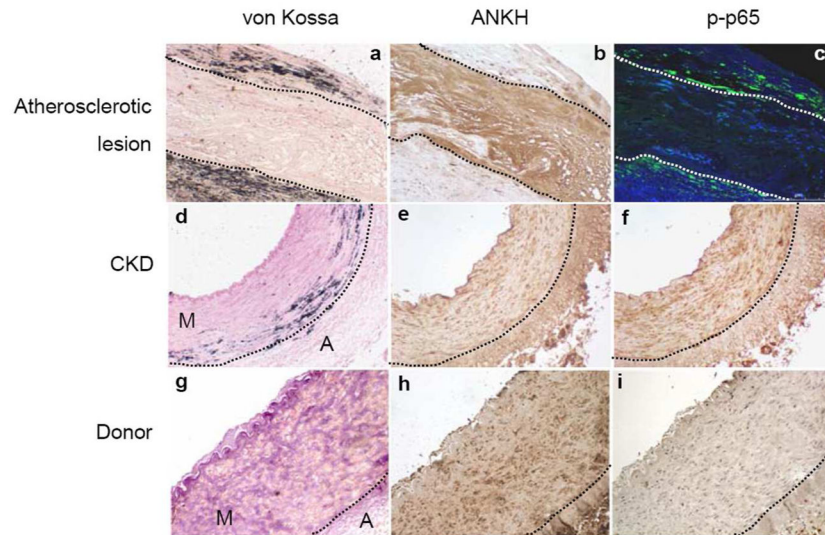 von Kossa ANKH p-p65
a b c
Atherosclerotic
lesion
d e f
CKD
M
A
g h i
Donor
M A